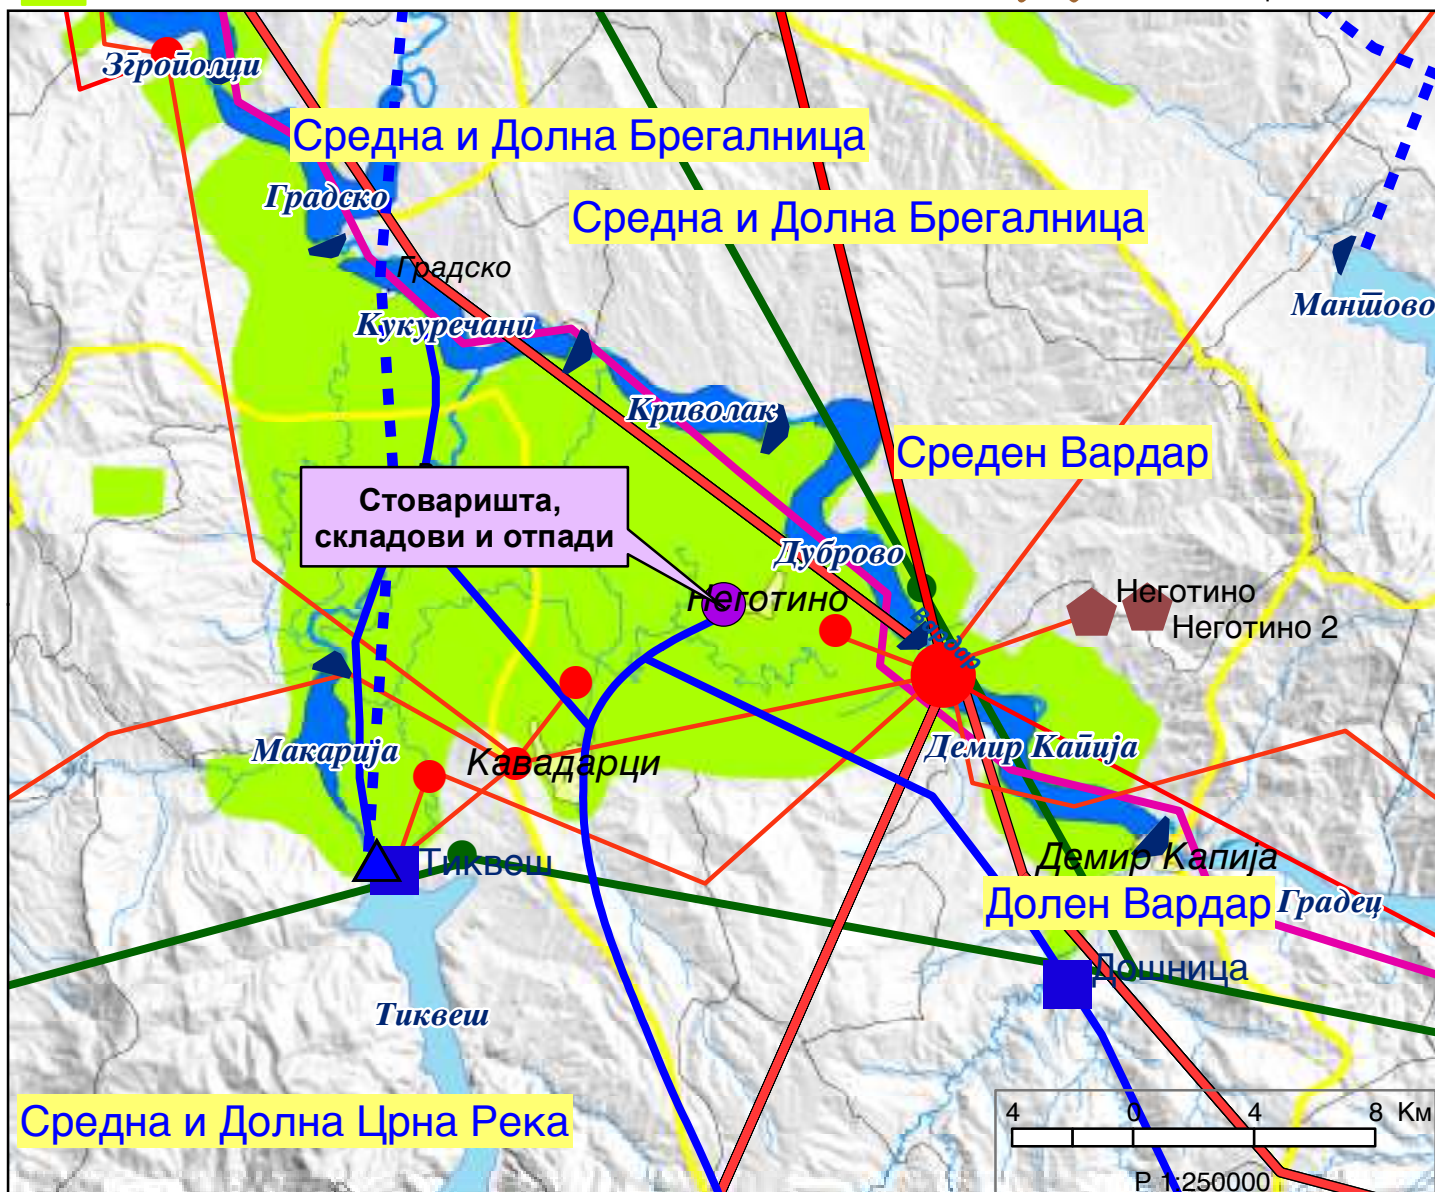 Згрополци
Средна и Долна Брегалница
Градско
Средна и Долна Брегалница
Градско
Мантово
Кукуречани
Криволак
Среден Вардар
Стоваришта,
складови и отпади
Дуброво
Неготино
Неготино
Вардар
Неготино 2
Макарија
Кавадарци
Демир Капија
Тиквеш
Демир Капија
Долен Вардар
Градец
Дошница
Тиквеш
Средна и Долна Црна Река
4 0 4 8 Км
Р 1:250000